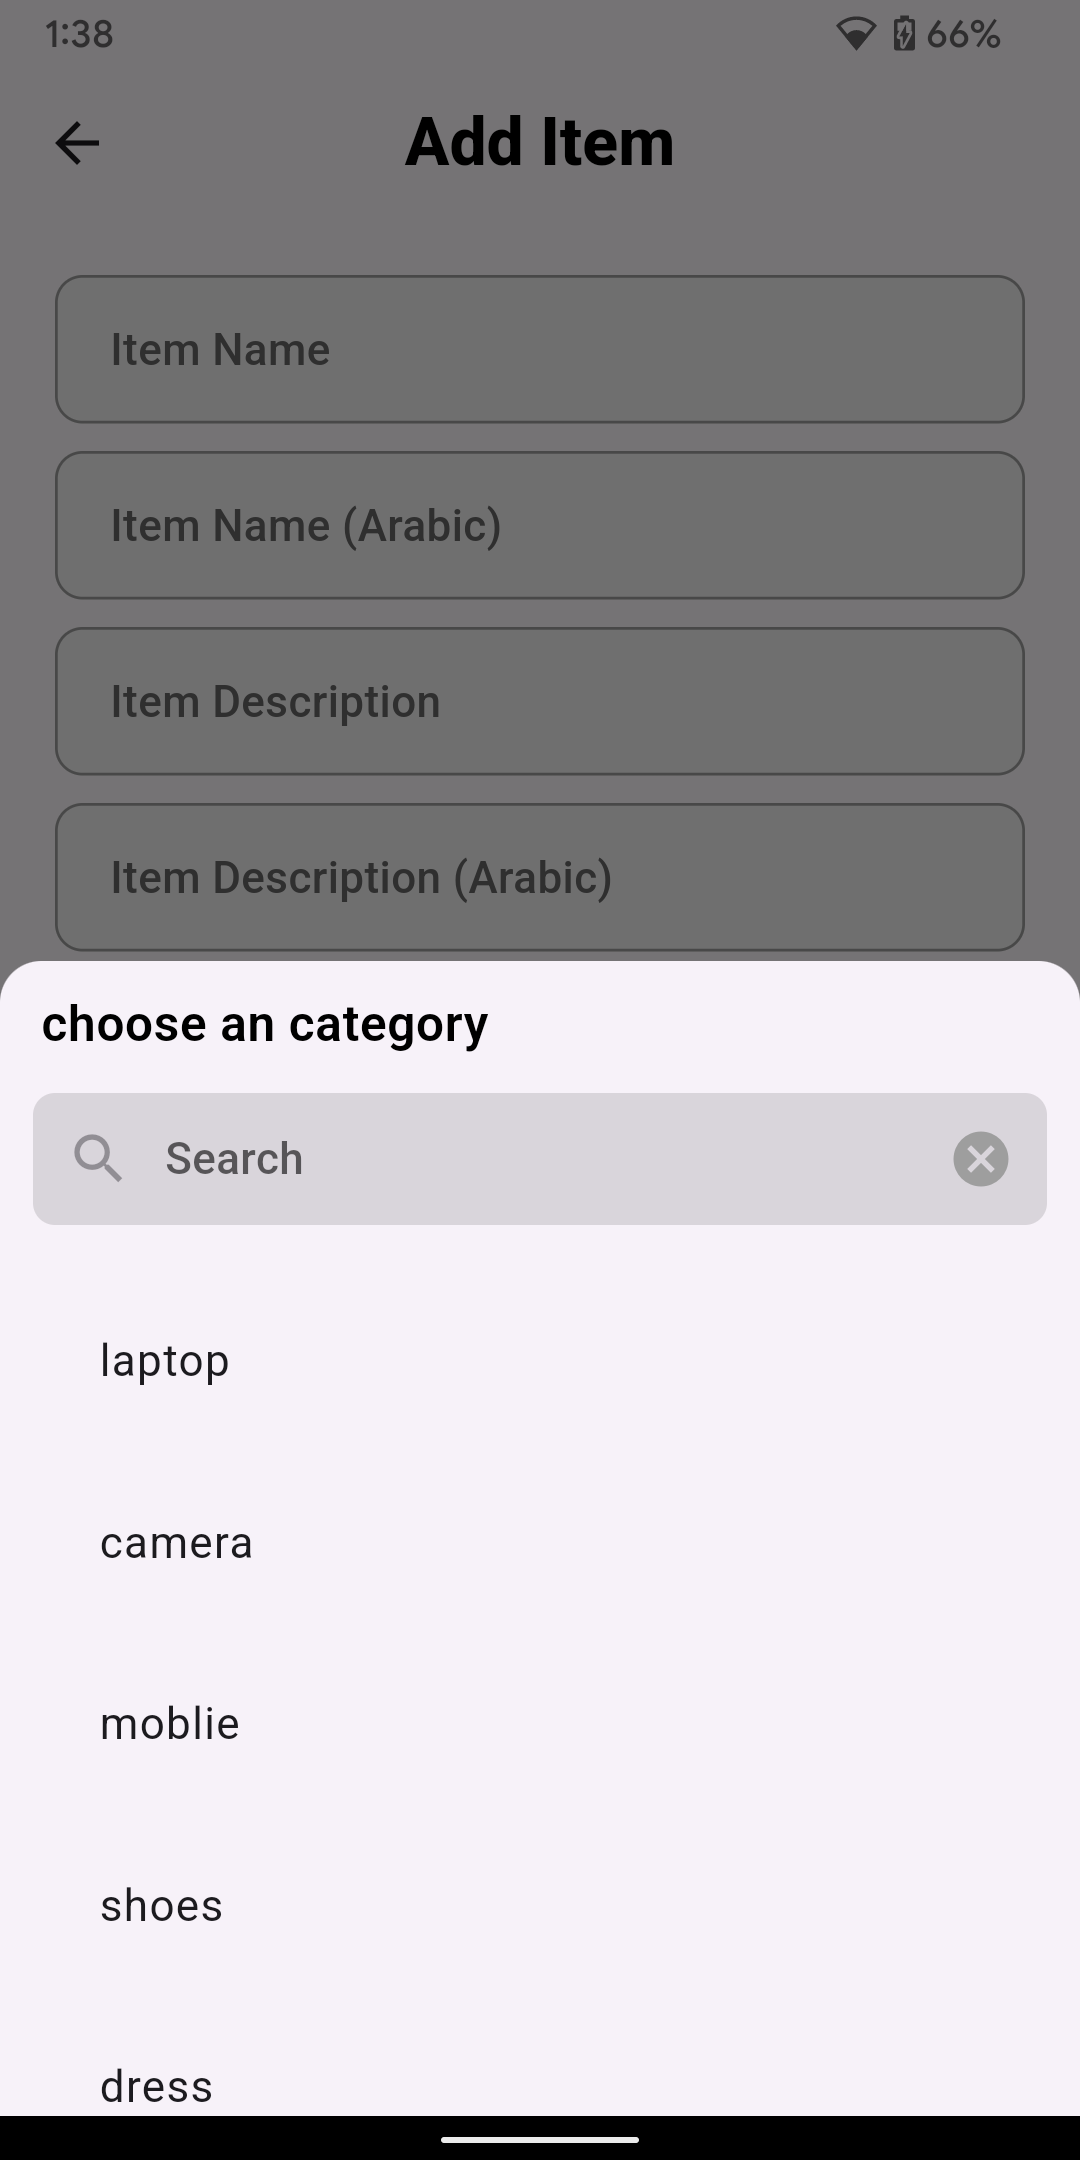 1:38 66%
Add Item
Item Name
Item Name (Arabic)
Item Description
Item Description (Arabic)
choose an category
Search
laptop
camera
moblie
shoes
dress